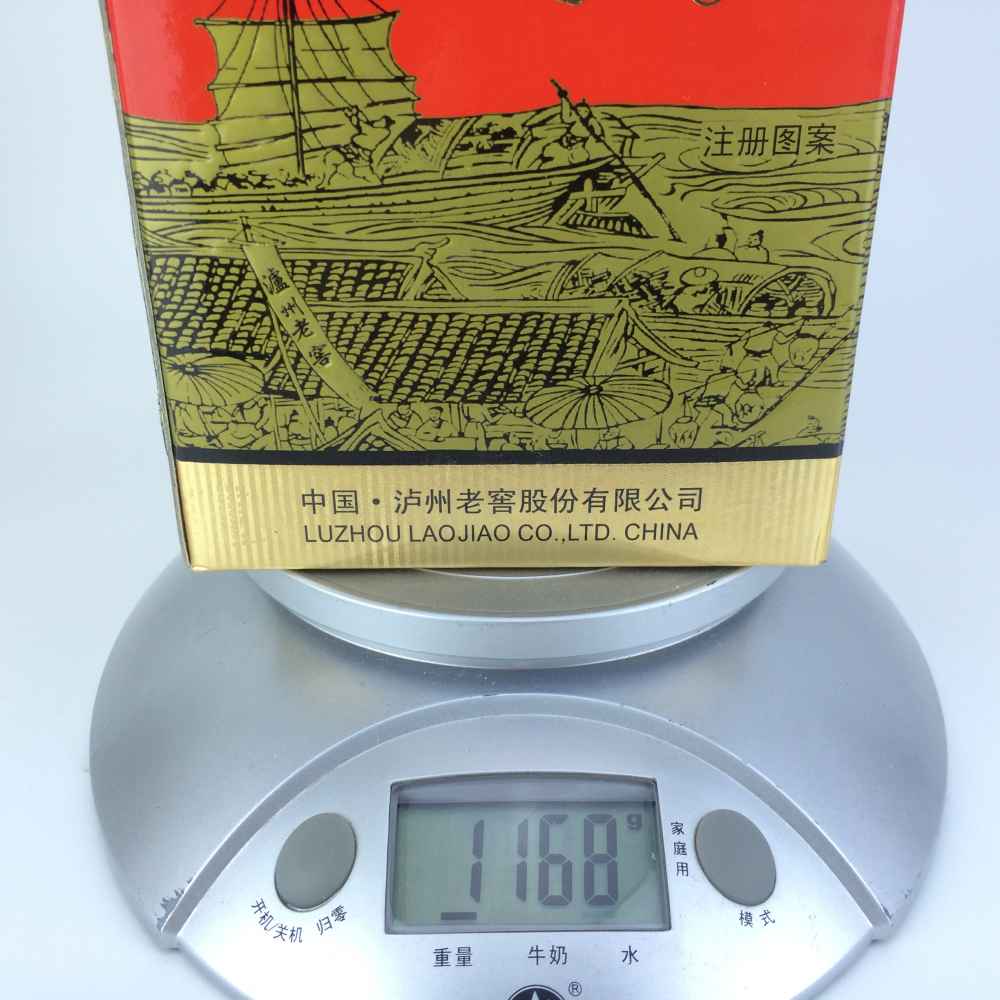 注册图案
瀘州老窖
中国·泸州老窖股份有限公司
LUZHOU LAOJIAO CO.,LTD. CHINA
1168g
家庭用
开机/关机 归零
模式
重量 牛奶 水
®